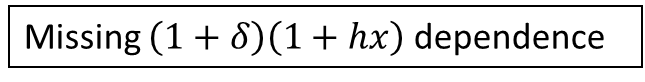 Missing (1 + δ)(1 + hx) dependence